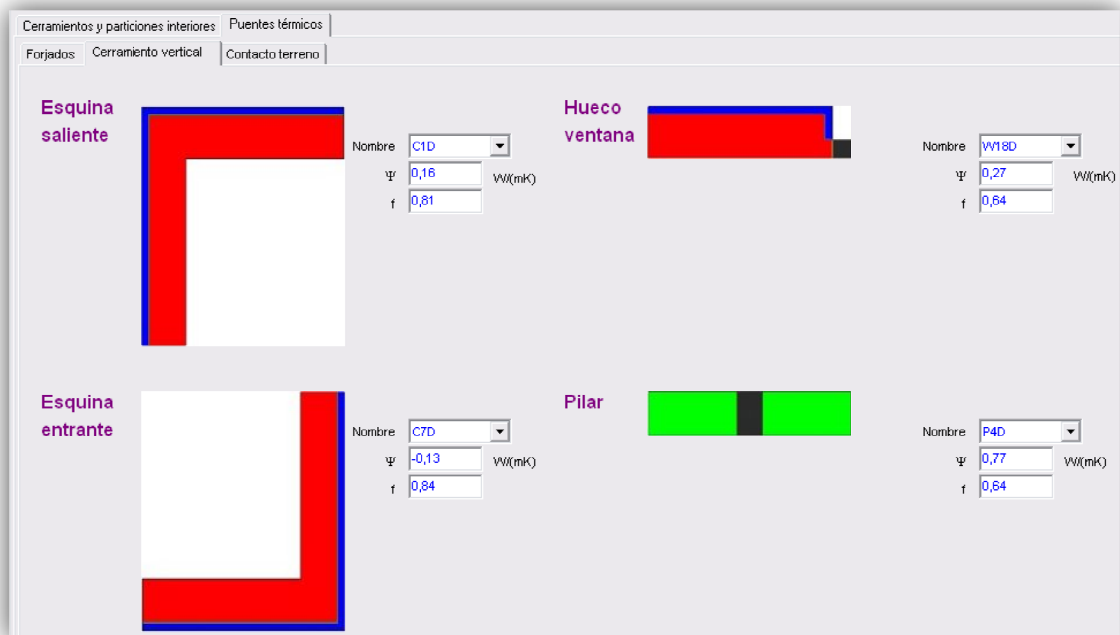 Cerramientos y particiones interiores Puentes térmicos
Forjados Cerramiento vertical Contacto terreno
Esquina
saliente
Nombre C1D
Ψ 0,16 W/(mK)
f 0,81
Hueco
ventana
Nombre W18D
Ψ 0,27 W/(mK)
f 0,64
Esquina
entrante
Nombre C7D
Ψ -0,13 W/(mK)
f 0,84
Pilar
Nombre P4D
Ψ 0,77 W/(mK)
f 0,64